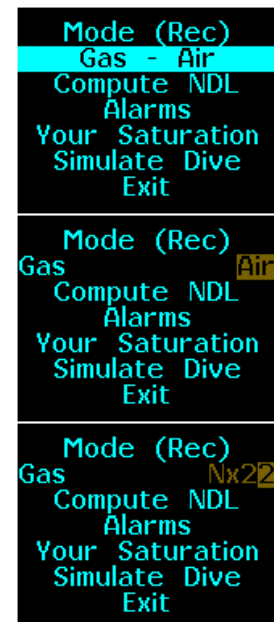 Mode (Rec)
Gas - Air
Compute NDL
Alarms
Your Saturation
Simulate Dive
Exit
Mode (Rec)
Gas Air
Compute NDL
Alarms
Your Saturation
Simulate Dive
Exit
Mode (Rec)
Gas Nx22
Compute NDL
Alarms
Your Saturation
Simulate Dive
Exit